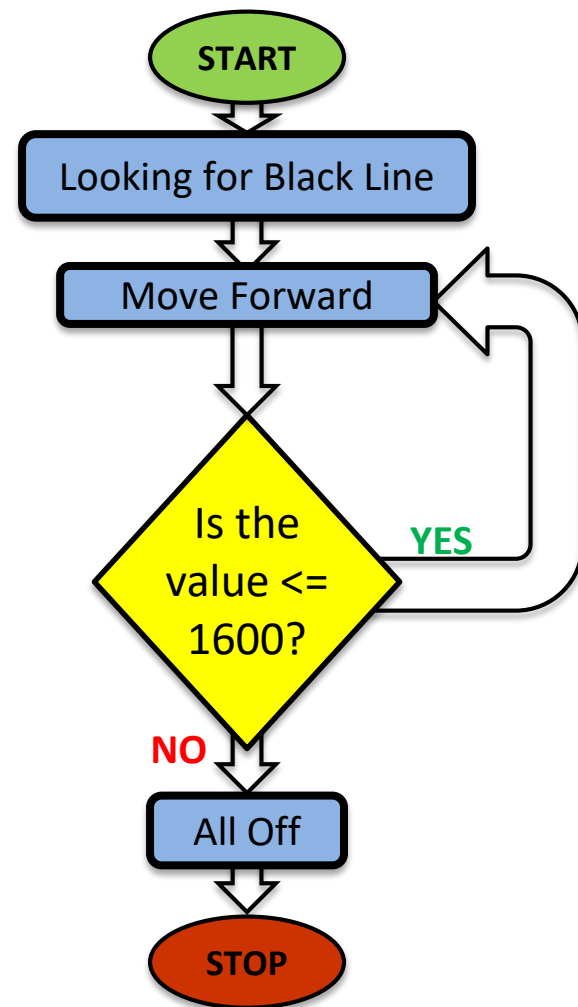 START
Looking for Black Line
Move Forward
Is the
value <=
1600?
YES
NO
All Off
STOP